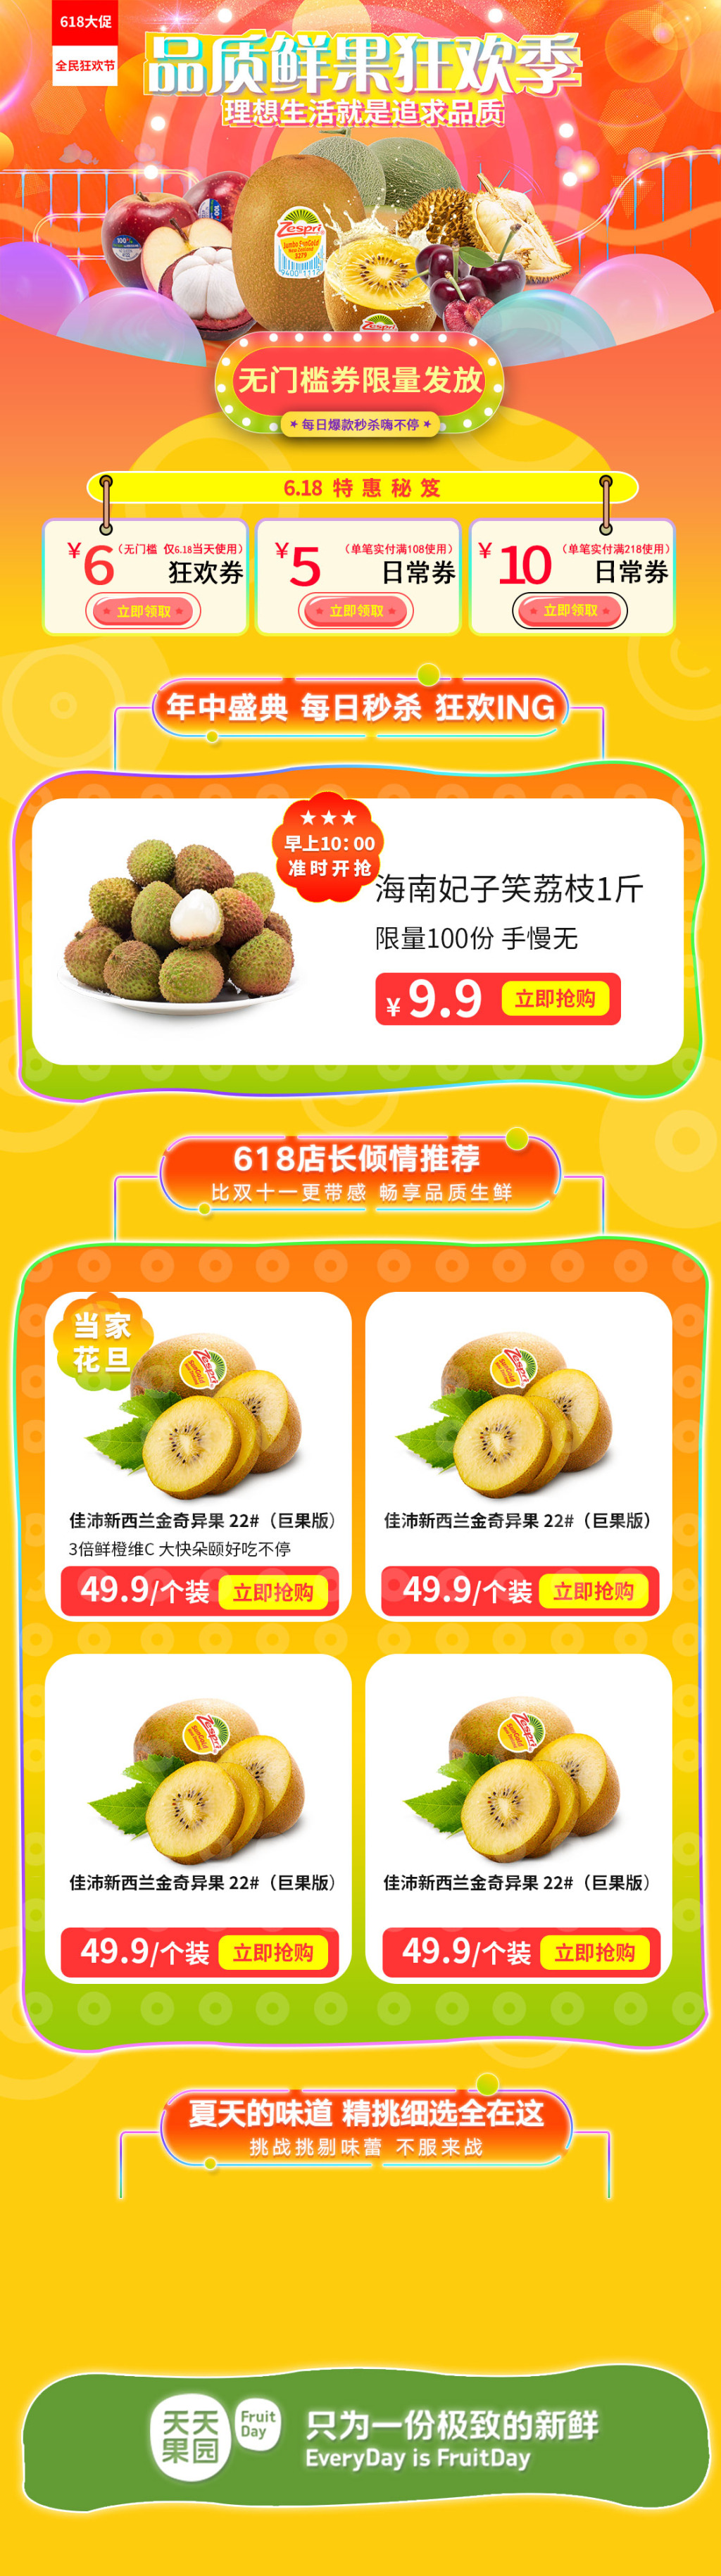 618大促
全民狂欢节
品质鲜果狂欢季
理想生活就是追求品质
100%
Zespri
Jumbo SunGold
New Zealand
3279
Zespri
无门槛券限量发放
★ 每日爆款秒杀嗨不停 ★
6.18 特 惠 秘 笈
¥6（无门槛 仅6.18当天使用）
狂欢券
★ 立即领取 ★
¥5（单笔实付满108使用）
日常券
★ 立即领取 ★
¥10（单笔实付满218使用）
日常券
★ 立即领取 ★
年中盛典 每日秒杀 狂欢ING
★★★
早上10：00
准时开抢
海南妃子笑荔枝1斤
限量100份 手慢无
¥ 9.9 立即抢购
618店长倾情推荐
比双十一更带感 畅享品质生鲜
当家
花旦
Zespri
SunGold
Zespri
SunGold
佳沛新西兰金奇异果 22#（巨果版）
3倍鲜橙维C 大快朵颐好吃不停
49.9/个装 立即抢购
佳沛新西兰金奇异果 22#（巨果版）
49.9/个装 立即抢购
Zespri
SunGold
Zespri
SunGold
佳沛新西兰金奇异果 22#（巨果版）
49.9/个装 立即抢购
佳沛新西兰金奇异果 22#（巨果版）
49.9/个装 立即抢购
夏天的味道 精挑细选全在这
挑战挑剔味蕾 不服来战
天天
果园
Fruit
Day
只为一份极致的新鲜
EveryDay is FruitDay